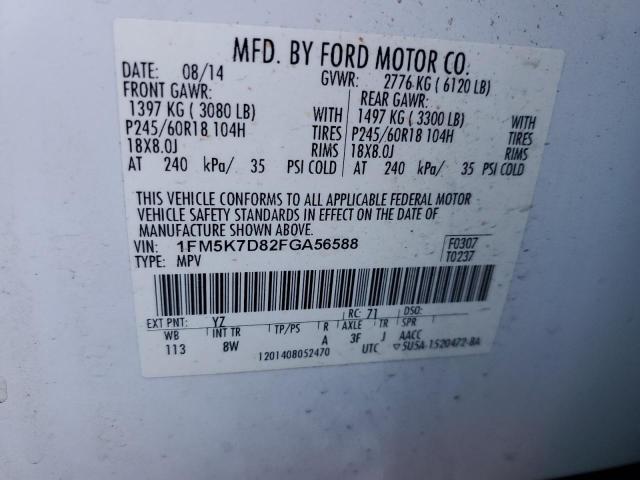 MFD. BY FORD MOTOR CO.
DATE: 08/14 GVWR: 2776 KG ( 6120 LB)
FRONT GAWR: REAR GAWR:
1397 KG ( 3080 LB) WITH 1497 KG ( 3300 LB) WITH
P245/60R18 104H TIRES P245/60R18 104H TIRES
18X8.0J RIMS 18X8.0J RIMS
AT 240 kPa/ 35 PSI COLD AT 240 kPa/ 35 PSI COLD
THIS VEHICLE CONFORMS TO ALL APPLICABLE FEDERAL MOTOR
VEHICLE SAFETY STANDARDS IN EFFECT ON THE DATE OF
MANUFACTURE SHOWN ABOVE.
VIN: 1FM5K7D82FGA56588 F0307
TYPE: MPV T0237
EXT PNT: YZ RC: 71 DSO:
WB INT TR TP/PS R AXLE TR SPR
113 8W A 3F J AACC
1201408052470 UTC ▽5U5A-1520472-BA